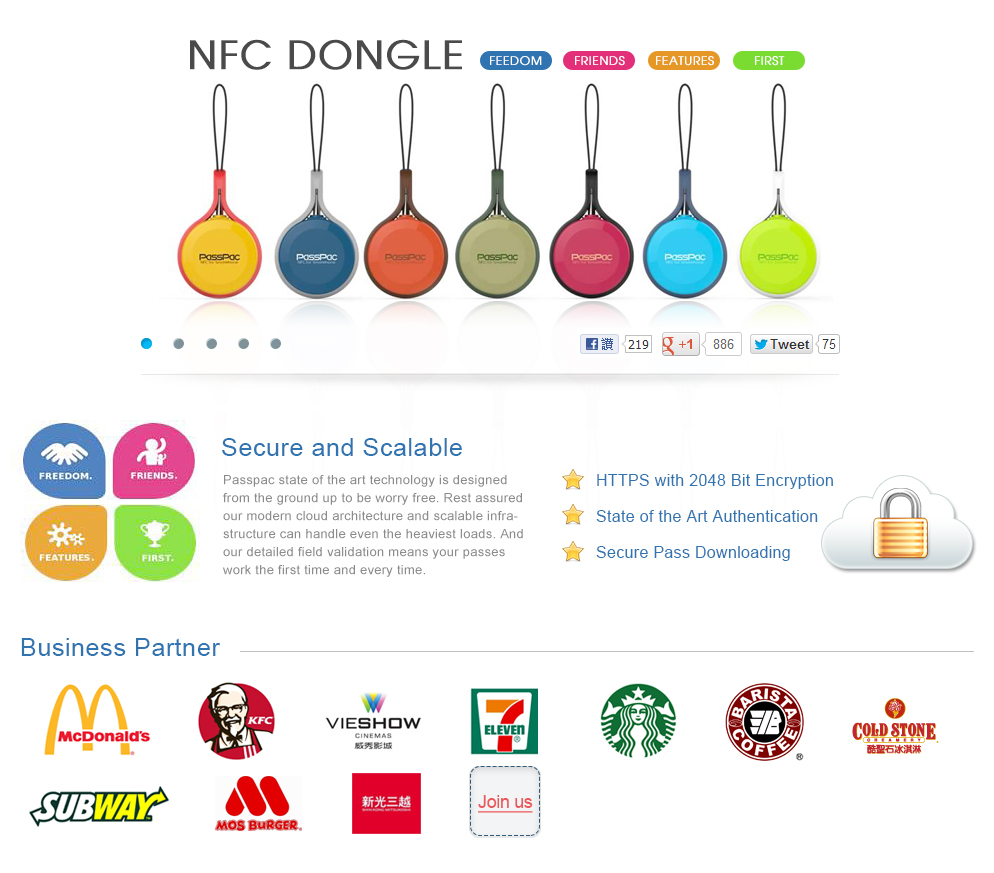 NFC DONGLE
FEEDOM
FRIENDS
FEATURES
FIRST
PassPac
PassPac
PassPac
PassPac
PassPac
PassPac
PassPac
讚
219
+1
886
Tweet
75
FREEDOM.
FRIENDS.
FEATURES.
FIRST.
Secure and Scalable
Passpac state of the art technology is designed
from the ground up to be worry free. Rest assured
our modern cloud architecture and scalable infra-
structure can handle even the heaviest loads. And
our detailed field validation means your passes
work the first time and every time.
HTTPS with 2048 Bit Encryption
State of the Art Authentication
Secure Pass Downloading
Business Partner
McDonald's
KFC
VIESHOW
CINEMAS
威秀影城
7
ELEVEN
®
BARISTA
COFFEE
®
COLD STONE
CREAMERY
酷聖石冰淇淋
SUBWAY
MOS BURGER
新光三越
SHIN KONG MITSUKOSHI
Join us